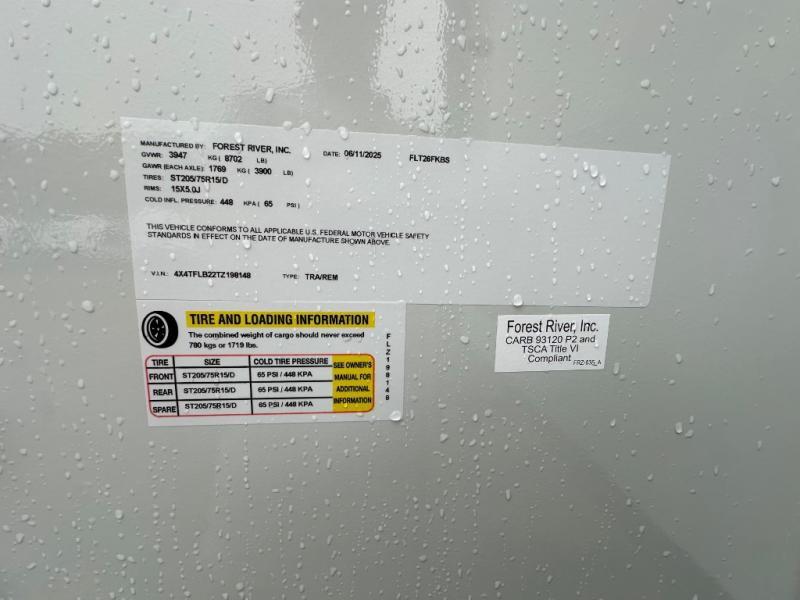 MANUFACTURED BY: FOREST RIVER, INC. DATE: 06/11/2025 FLT26FKBS
GVWR: 3947 KG ( 8702 LB)
GAWR (EACH AXLE): 1769 KG ( 3900 LB)
TIRES: ST205/75R15/D
RIMS: 15X5.0J
COLD INFL. PRESSURE: 448 KPA ( 65 PSI )
THIS VEHICLE CONFORMS TO ALL APPLICABLE U.S. FEDERAL MOTOR VEHICLE SAFETY
STANDARDS IN EFFECT ON THE DATE OF MANUFACTURE SHOWN ABOVE.
V.I.N.: 4X4TFLB22TZ198148 TYPE: TRA/REM
TIRE AND LOADING INFORMATION
The combined weight of cargo should never exceed
780 kgs or 1719 lbs.
TIRE SIZE COLD TIRE PRESSURE
FRONT ST205/75R15/D 65 PSI / 448 KPA
REAR ST205/75R15/D 65 PSI / 448 KPA
SPARE ST205/75R15/D 65 PSI / 448 KPA
SEE OWNER'S
MANUAL FOR
ADDITIONAL
INFORMATION
FLZ198148
Forest River, Inc.
CARB 93120 P2 and
TSCA Title VI
Compliant
FRZ-035_A